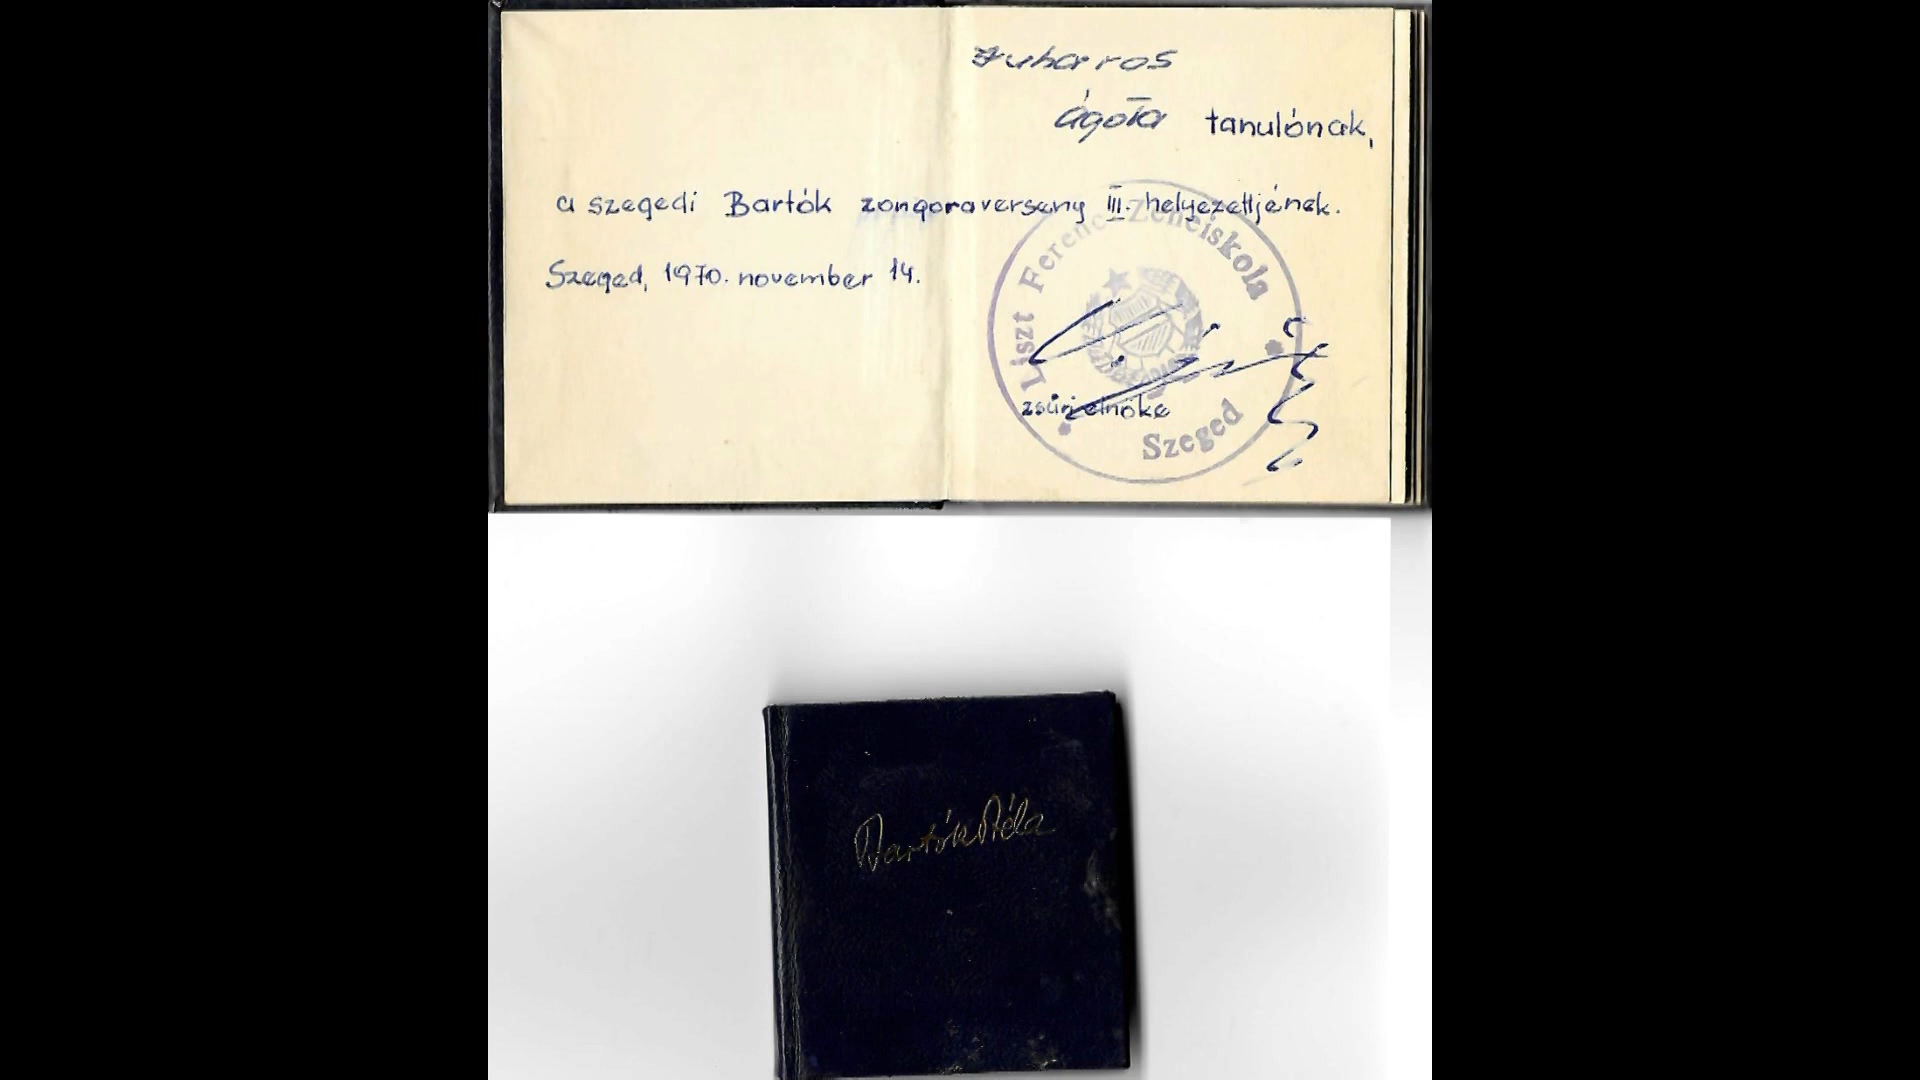 Juharos
Ágota tanulónak,
a szegedi Bartók zongoraverseny III. helyezettjének.
Szeged, 1970. november 14.
Liszt Ferenc Zeneiskola
Szeged
zsűri elnöke
Bartók Béla